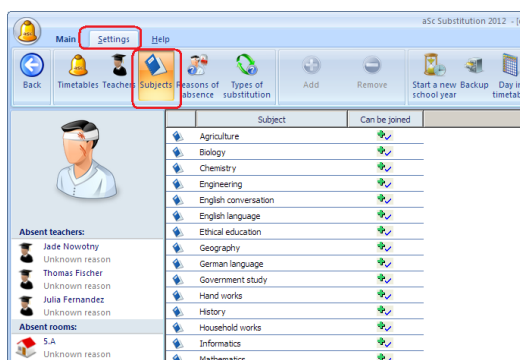 aSc Substitution 2012 - [
Main Settings Help
Back Timetables Teachers Subjects Reasons of absence Types of substitution Add Remove Start a new school year Backup Day in timetab
Subject Can be joined
Agriculture
Biology
Chemistry
Engineering
English conversation
English language
Ethical education
Geography
German language
Government study
Hand works
History
Household works
Informatics
Mathematics
Absent teachers:
Jade Nowotny
Unknown reason
Thomas Fischer
Unknown reason
Julia Fernandez
Unknown reason
Absent rooms:
5.A
Unknown reason